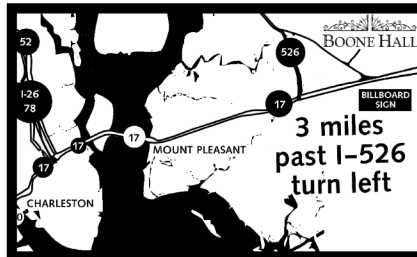 52
526
BOONE HALL
I-26
78
17
BILLBOARD
SIGN
17
17
MOUNT PLEASANT
17
CHARLESTON
3 miles
past I-526
turn left